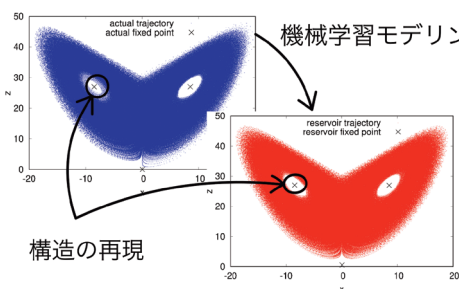 50
40
30
20
10
0
z
actual trajectory
actual fixed point
-20
-10
0
10
20
機械学習モデリン
50
40
30
20
10
0
z
reservoir trajectory
reservoir fixed point
-20
-10
0
10
20
構造の再現